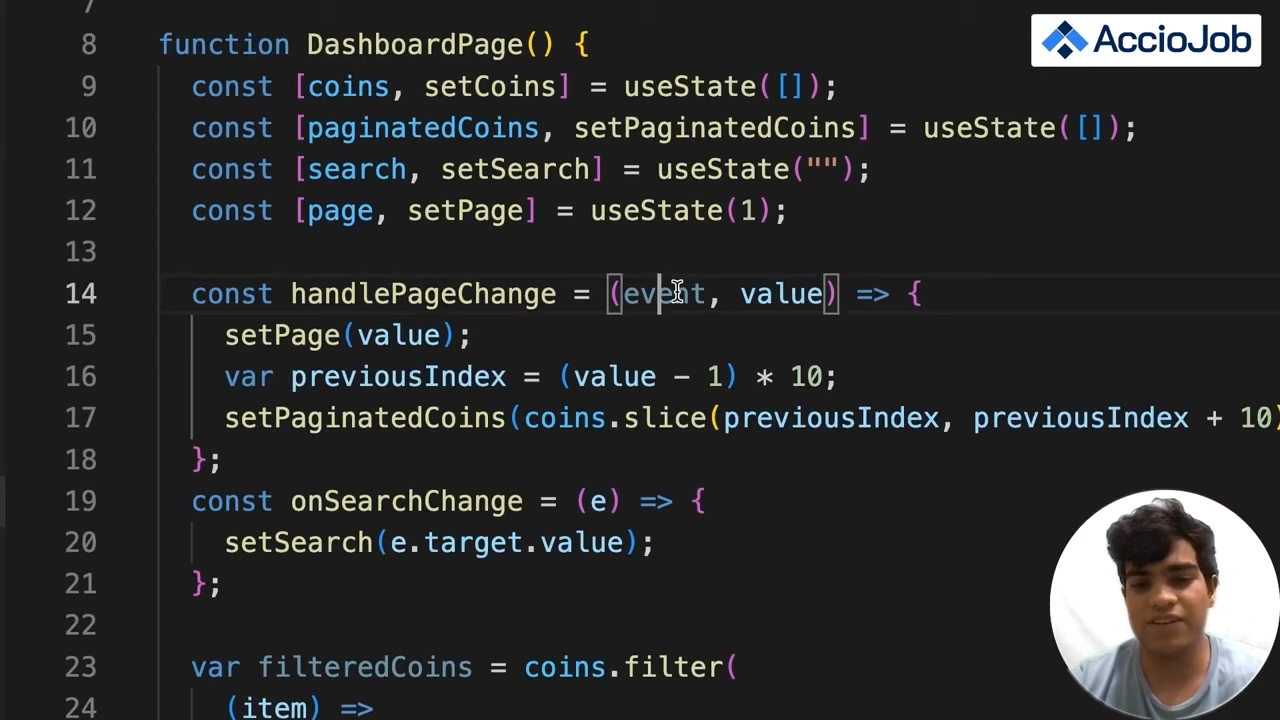 7
AccioJob
8 function DashboardPage() {
9 const [coins, setCoins] = useState([]);
10 const [paginatedCoins, setPaginatedCoins] = useState([]);
11 const [search, setSearch] = useState("");
12 const [page, setPage] = useState(1);
13
14 const handlePageChange = (event, value) => {
15 setPage(value);
16 var previousIndex = (value - 1) * 10;
17 setPaginatedCoins(coins.slice(previousIndex, previousIndex + 10)
18 };
19 const onSearchChange = (e) => {
20 setSearch(e.target.value);
21 };
22
23 var filteredCoins = coins.filter(
24 (item) =>